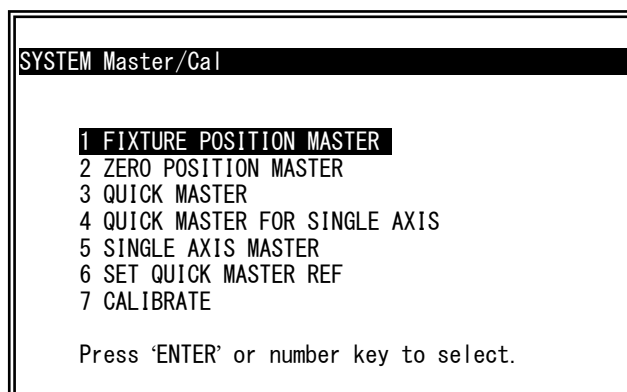 SYSTEM Master/Cal
1 FIXTURE POSITION MASTER
2 ZERO POSITION MASTER
3 QUICK MASTER
4 QUICK MASTER FOR SINGLE AXIS
5 SINGLE AXIS MASTER
6 SET QUICK MASTER REF
7 CALIBRATE
Press ‘ENTER’ or number key to select.